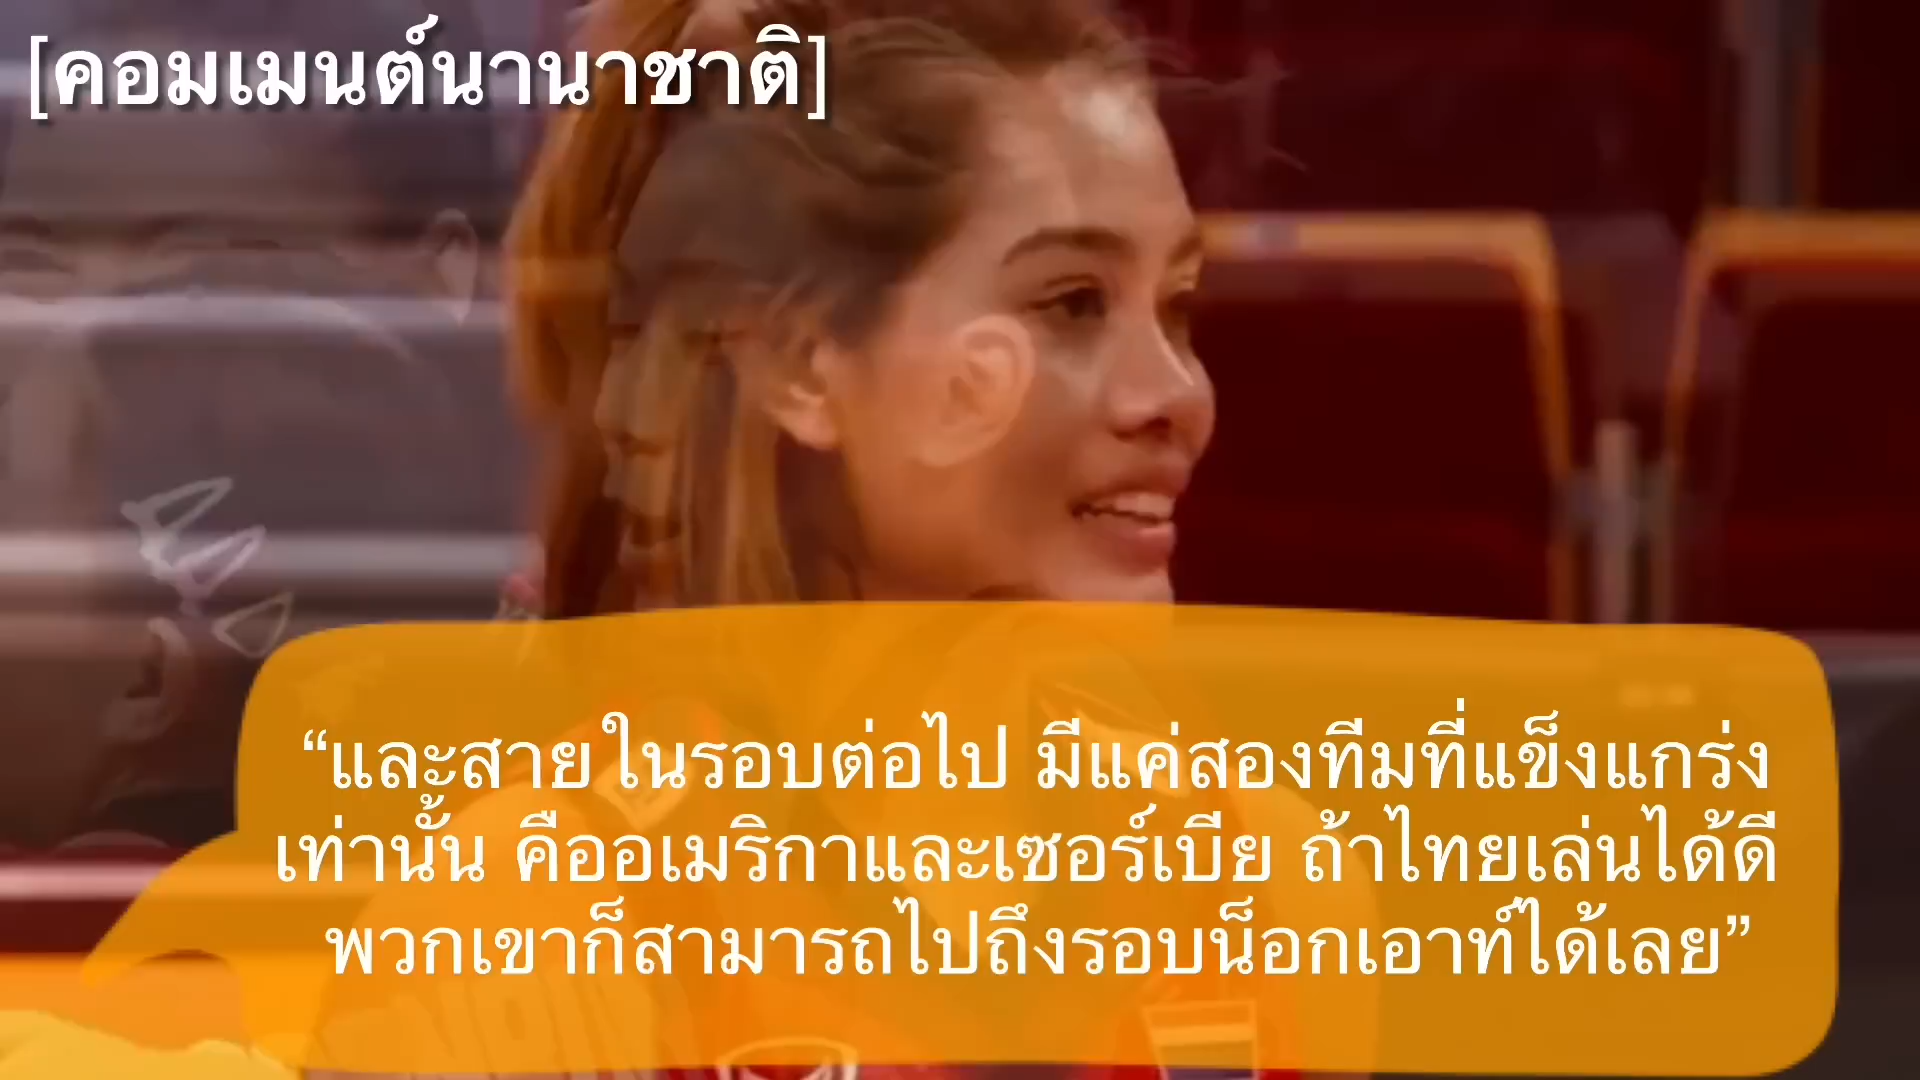 [คอมเมนต์นานาชาติ]
“และสายในรอบต่อไป มีแค่สองทีมที่แข็งแกร่ง
เท่านั้น คืออเมริกาและเซอร์เบีย ถ้าไทยเล่นได้ดี
พวกเขาก็สามารถไปถึงรอบน็อกเอาท์ได้เลย”